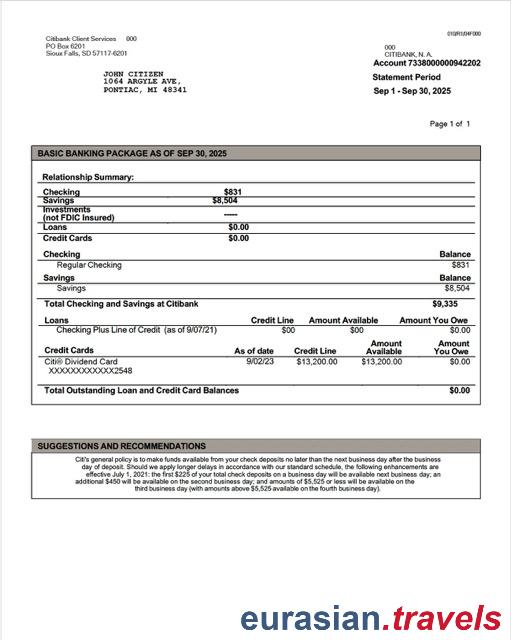 010/R1/04F000
Citibank Client Services 000
PO Box 6201
Sioux Falls, SD 57117-6201
000
CITIBANK, N. A.
Account 7338000000942202
Statement Period
Sep 1 - Sep 30, 2025
JOHN CITIZEN
1064 ARGYLE AVE,
PONTIAC, MI 48341
Page 1 of 1
BASIC BANKING PACKAGE AS OF SEP 30, 2025
Relationship Summary:
Checking $831
Savings $8,504
Investments
(not FDIC Insured) -----
Loans $0.00
Credit Cards $0.00
Checking Balance
Regular Checking $831
Savings Balance
Savings $8,504
Total Checking and Savings at Citibank $9,335
Loans Credit Line Amount Available Amount You Owe
Checking Plus Line of Credit (as of 9/07/21) $00 $00 $0.00
Credit Cards As of date Credit Line Amount Available Amount You Owe
Citi® Dividend Card 9/02/23 $13,200.00 $13,200.00 $0.00
XXXXXXXXXXXX2548
Total Outstanding Loan and Credit Card Balances $0.00
SUGGESTIONS AND RECOMMENDATIONS
Citi's general policy is to make funds available from your check deposits no later than the next business day after the business
day of deposit. Should we apply longer delays in accordance with our standard schedule, the following enhancements are
effective July 1, 2021: the first $225 of your total check deposits on a business day will be available next business day; an
additional $450 will be available on the second business day; and amounts of $5,525 or less will be available on the
third business day (with amounts above $5,525 available on the fourth business day).
eurasian.travels